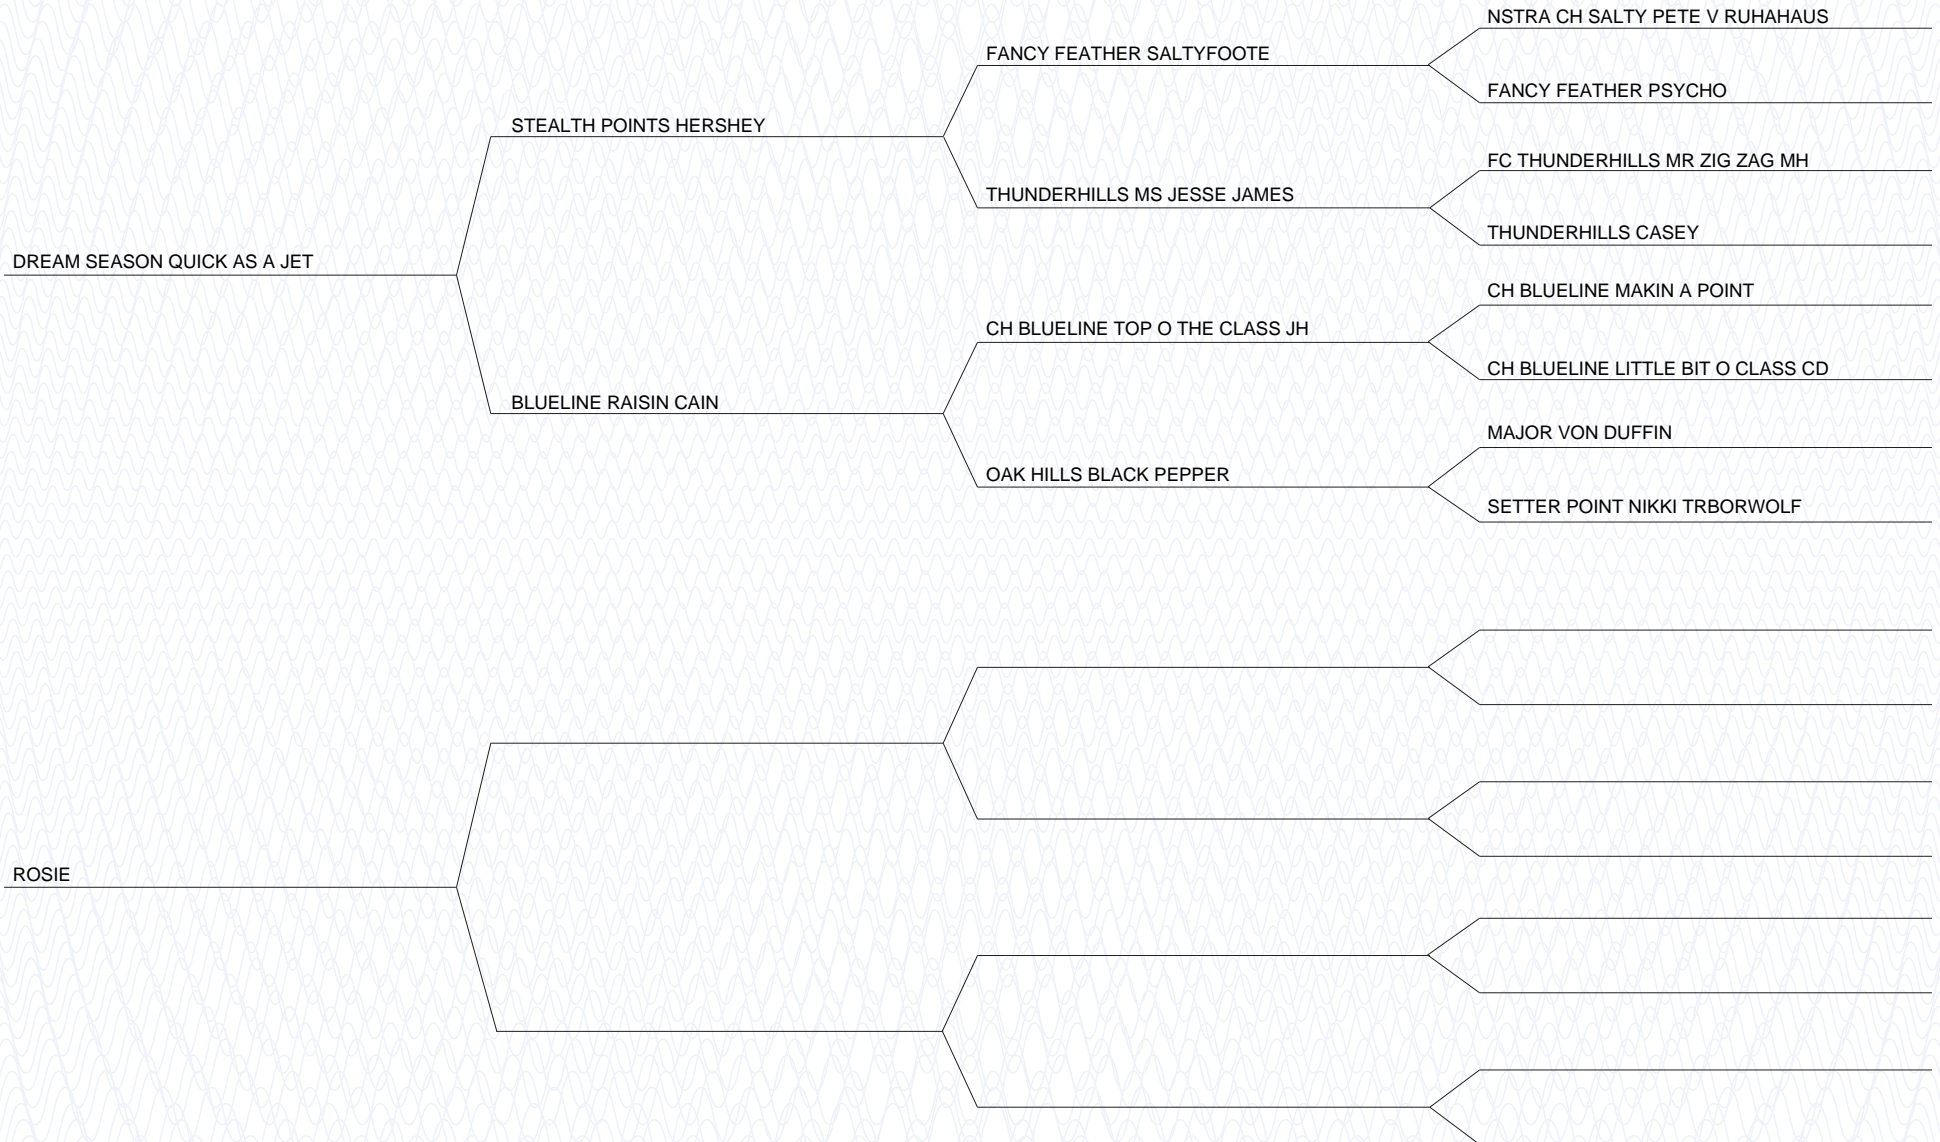 NSTRA CH SALTY PETE V RUHAHAUS
FANCY FEATHER SALTYFOOTE
FANCY FEATHER PSYCHO
STEALTH POINTS HERSHEY
FC THUNDERHILLS MR ZIG ZAG MH
THUNDERHILLS MS JESSE JAMES
THUNDERHILLS CASEY
DREAM SEASON QUICK AS A JET
CH BLUELINE MAKIN A POINT
CH BLUELINE TOP O THE CLASS JH
CH BLUELINE LITTLE BIT O CLASS CD
BLUELINE RAISIN CAIN
MAJOR VON DUFFIN
OAK HILLS BLACK PEPPER
SETTER POINT NIKKI TRBORWOLF
ROSIE